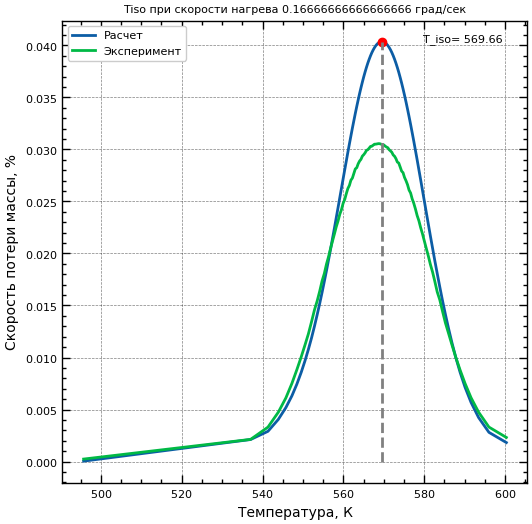 Tiso при скорости нагрева 0.16666666666666666 град/сек
Расчет
Эксперимент
T_iso= 569.66
Скорость потери массы, %
0.040
0.035
0.030
0.025
0.020
0.015
0.010
0.005
0.000
500 520 540 560 580 600
Температура, К